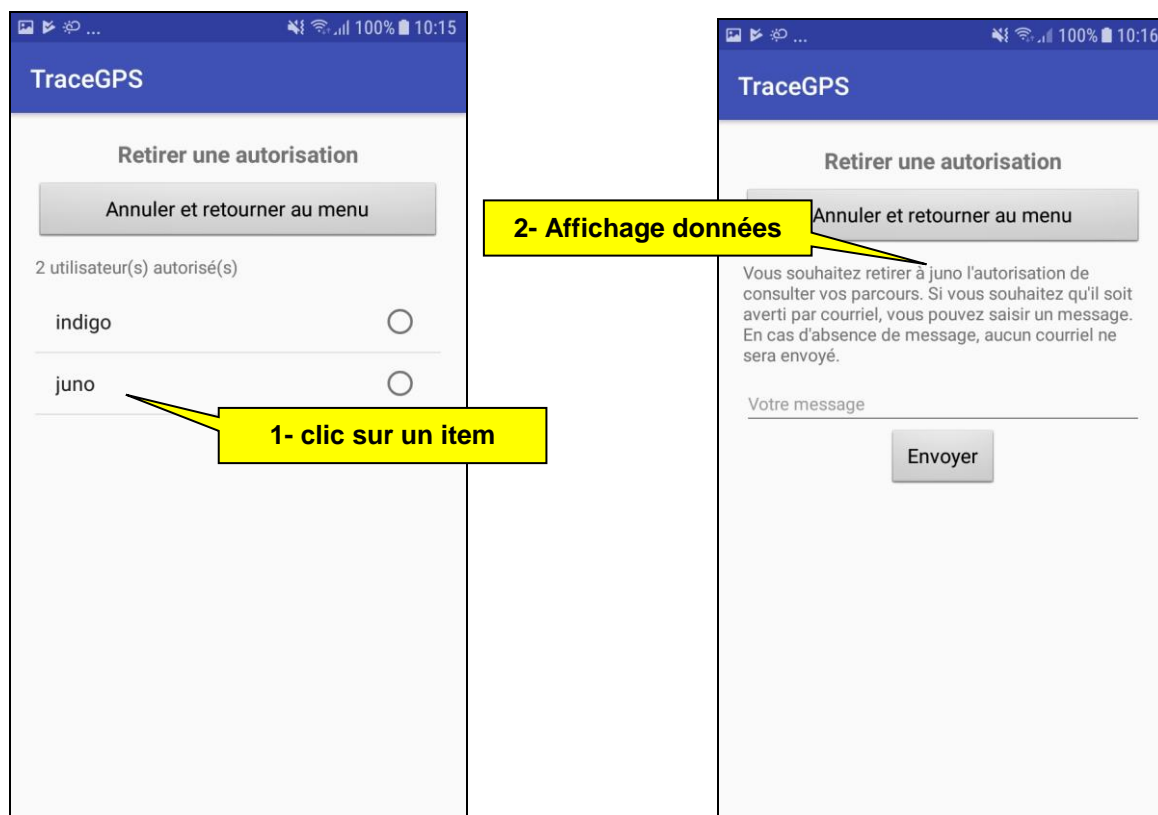 ... 100% 10:15
TraceGPS
Retirer une autorisation
Annuler et retourner au menu
2 utilisateur(s) autorisé(s)
indigo
juno
1- clic sur un item
... 100% 10:16
TraceGPS
Retirer une autorisation
Annuler et retourner au menu
2- Affichage données
Vous souhaitez retirer à juno l'autorisation de
consulter vos parcours. Si vous souhaitez qu'il soit
averti par courriel, vous pouvez saisir un message.
En cas d'absence de message, aucun courriel ne
sera envoyé.
Votre message
Envoyer